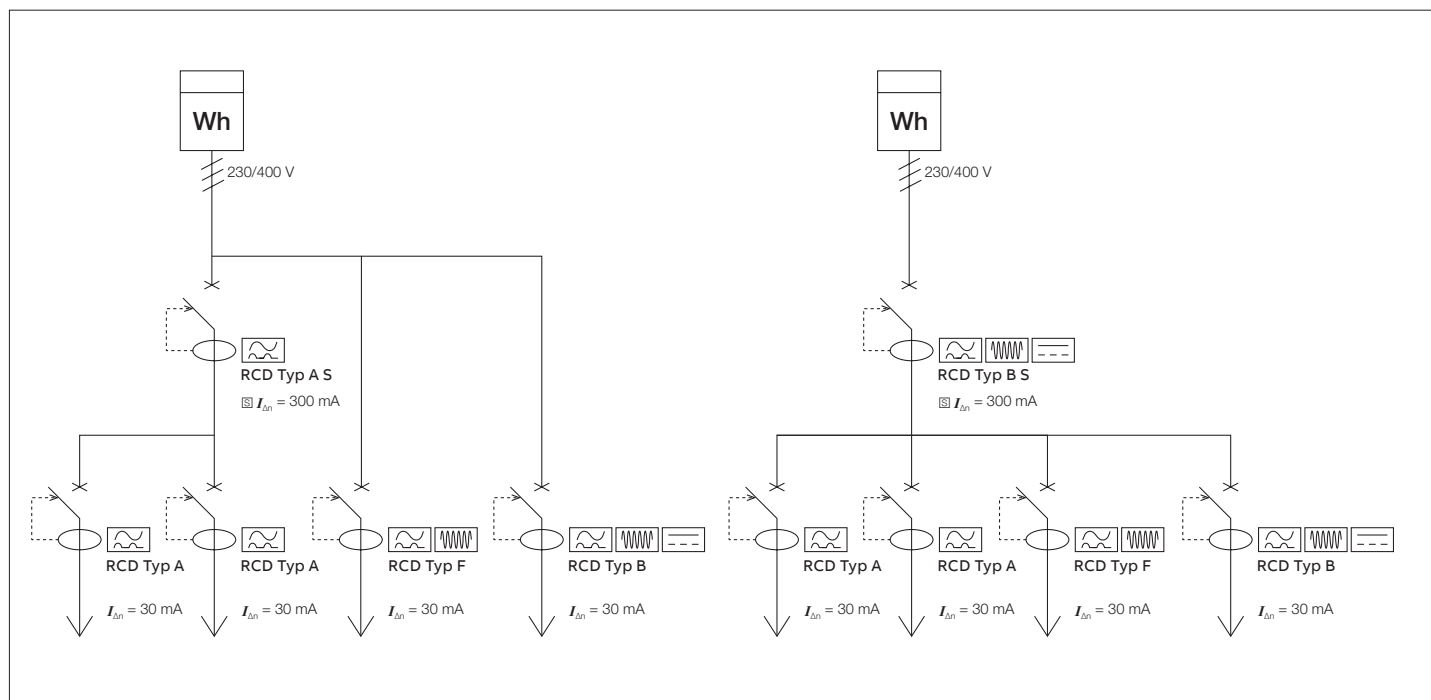 Wh
230/400 V
RCD Typ A S
S IΔn = 300 mA
RCD Typ A
IΔn = 30 mA
RCD Typ A
IΔn = 30 mA
RCD Typ F
IΔn = 30 mA
RCD Typ B
IΔn = 30 mA
Wh
230/400 V
RCD Typ B S
S IΔn = 300 mA
RCD Typ A
IΔn = 30 mA
RCD Typ A
IΔn = 30 mA
RCD Typ F
IΔn = 30 mA
RCD Typ B
IΔn = 30 mA